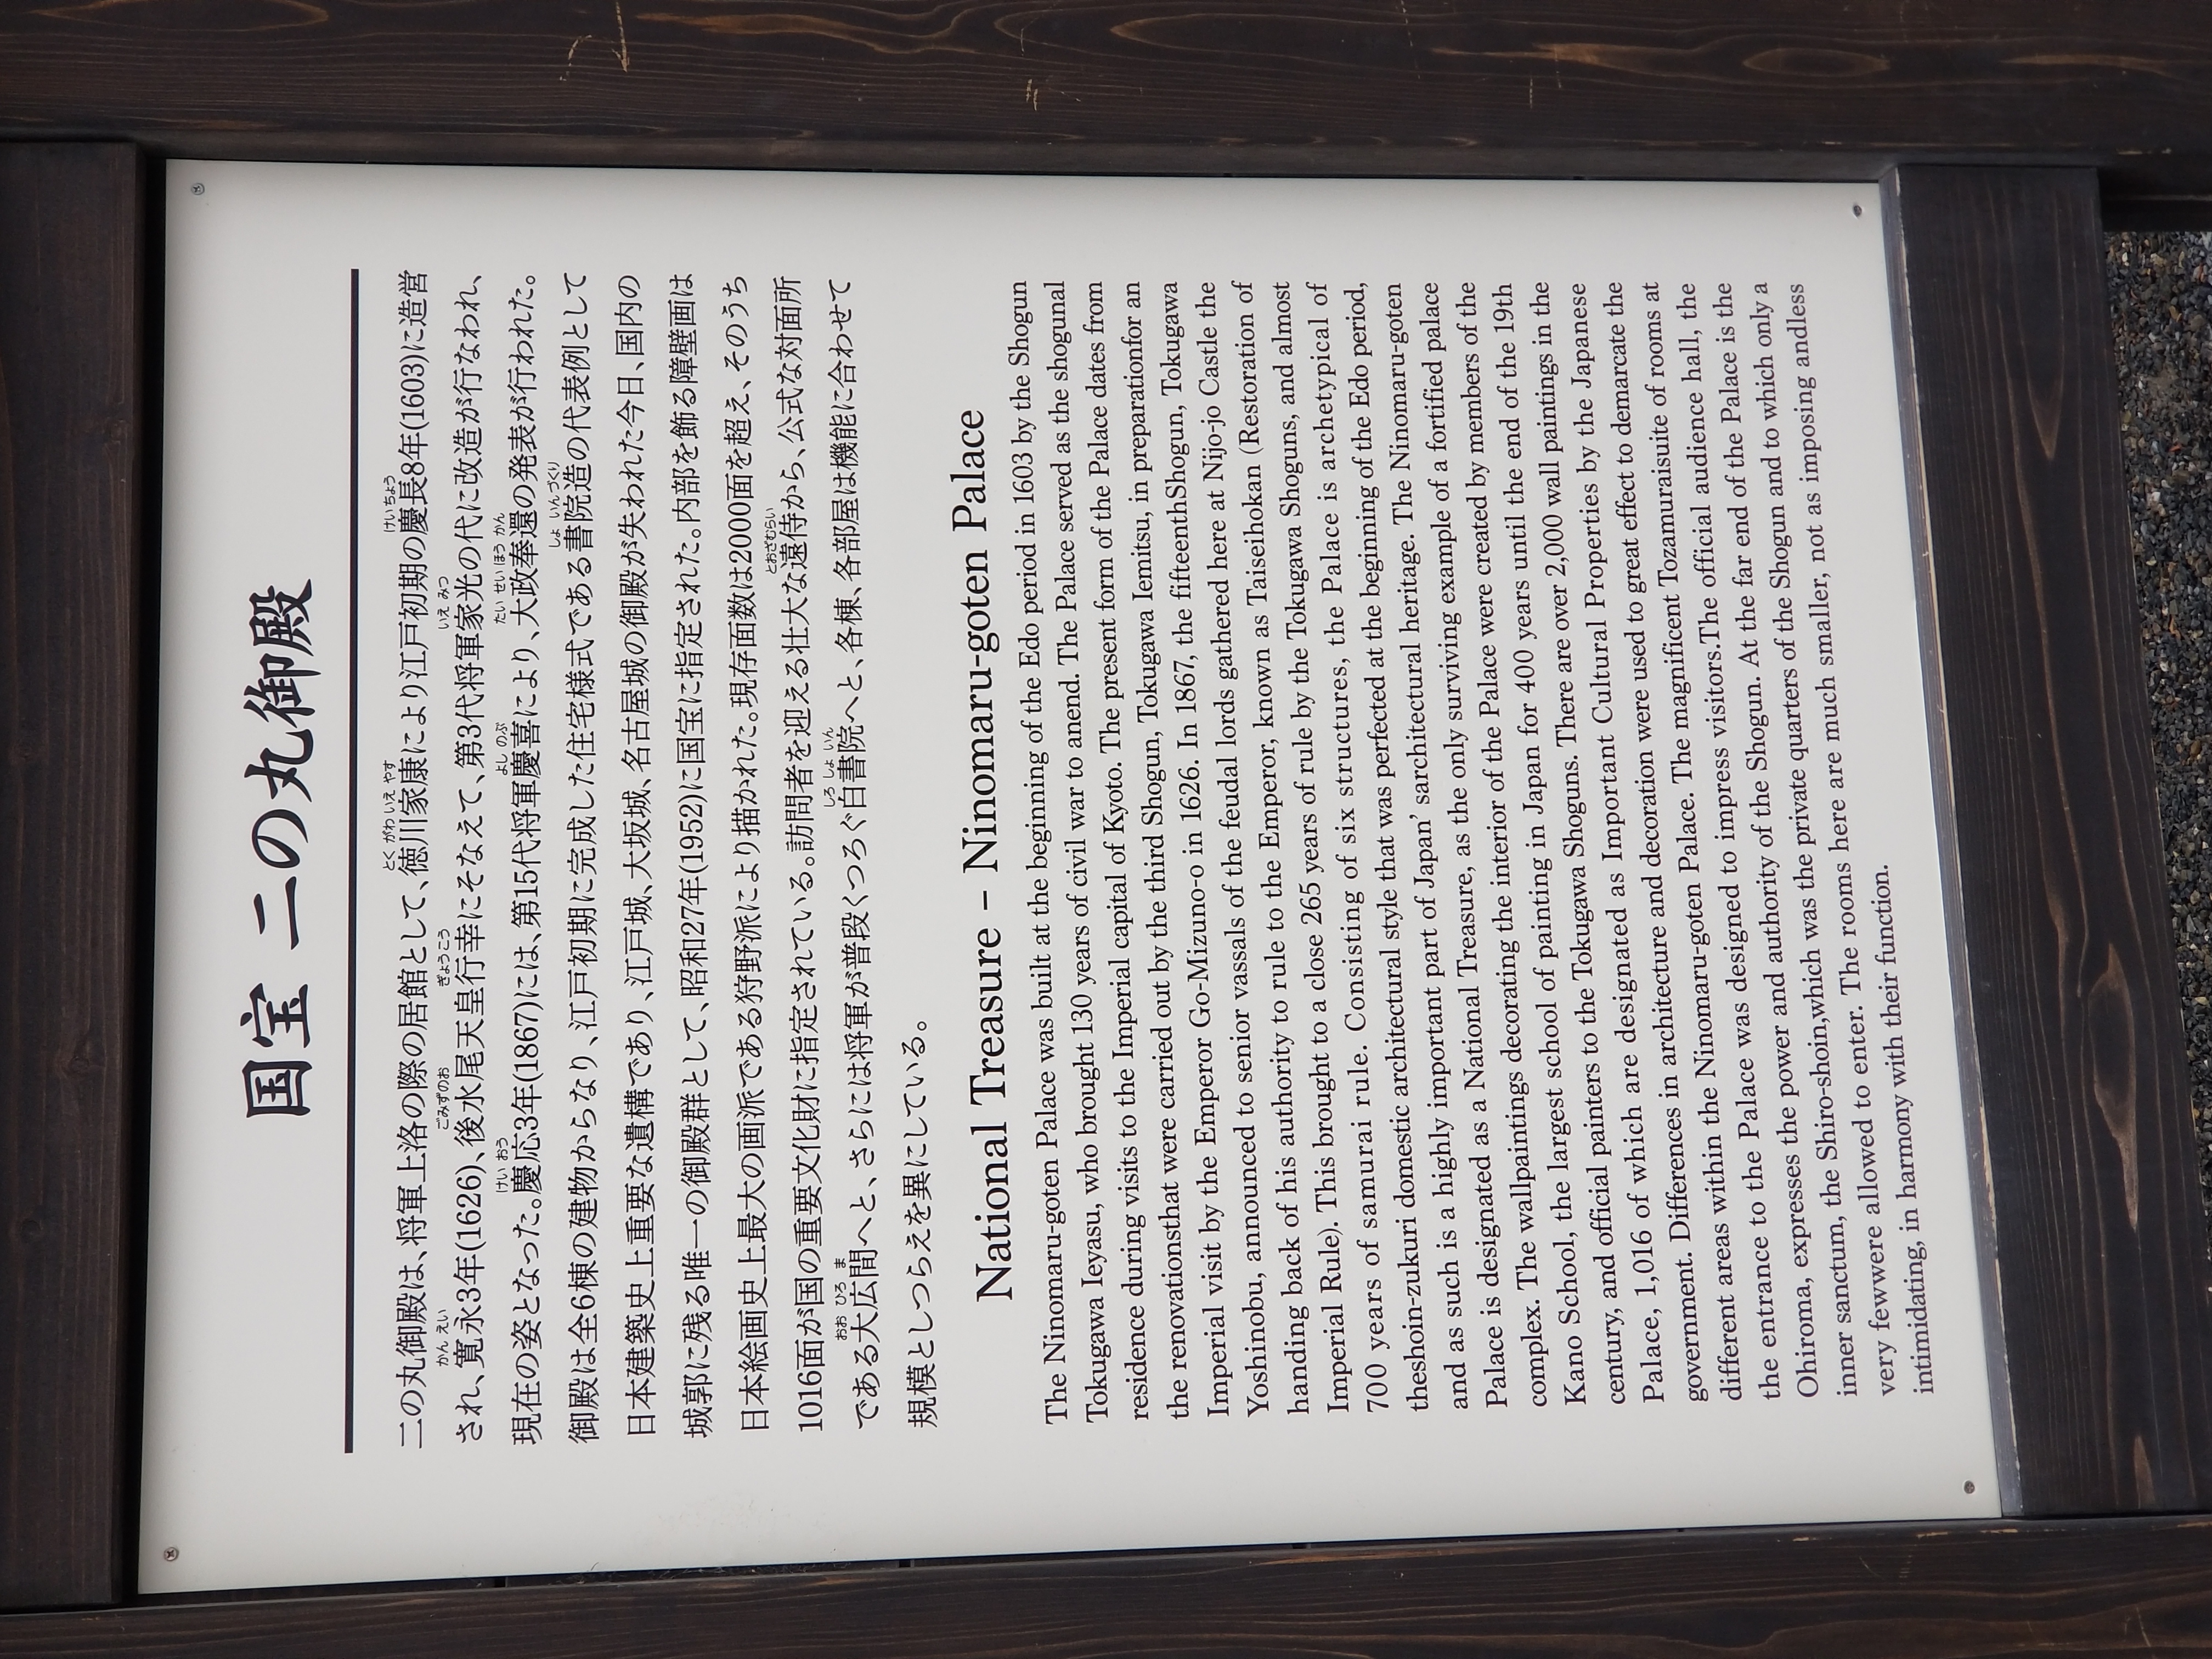 国宝 二の丸御殿
二の丸御殿は、将軍上洛の際の居館として、徳川家康により江戸初期の慶長8年(1603)に造営
され、寛永3年(1626)、後水尾天皇行幸にそなえて、第3代将軍家光の代に改造が行なわれ、
現在の姿となった。慶応3年(1867)には、第15代将軍慶喜により、大政奉還の発表が行われた。
御殿は全6棟の建物からなり、江戸初期に完成した住宅様式である書院造の代表例として
日本建築史上重要な遺構であり、江戸城、大坂城、名古屋城の御殿が失われた今日、国内の
城郭に残る唯一の御殿群として、昭和27年(1952)に国宝に指定された。内部を飾る障壁画は
日本絵画史上最大の画派である狩野派により描かれた。現存面数は2000面を超え、そのうち
1016面が国の重要文化財に指定されている。訪問者を迎える壮大な遠侍から、公式な対面所
である大広間へと、さらには将軍が普段くつろぐ白書院へと、各棟、各部屋は機能に合わせて
規模としつらえを異にしている。
National Treasure – Ninomaru-goten Palace
The Ninomaru-goten Palace was built at the beginning of the Edo period in 1603 by the Shogun
Tokugawa Ieyasu, who brought 130 years of civil war to anend. The Palace served as the shogunal
residence during visits to the Imperial capital of Kyoto. The present form of the Palace dates from
the renovationsthat were carried out by the third Shogun, Tokugawa Iemitsu, in preparationfor an
Imperial visit by the Emperor Go-Mizuno-o in 1626. In 1867, the fifteenthShogun, Tokugawa
Yoshinobu, announced to senior vassals of the feudal lords gathered here at Nijo-jo Castle the
handing back of his authority to rule to the Emperor, known as Taiseihokan (Restoration of
Imperial Rule). This brought to a close 265 years of rule by the Tokugawa Shoguns, and almost
700 years of samurai rule. Consisting of six structures, the Palace is archetypical of
theshoin-zukuri domestic architectural style that was perfected at the beginning of the Edo period,
and as such is a highly important part of Japan’ sarchitectural heritage. The Ninomaru-goten
Palace is designated as a National Treasure, as the only surviving example of a fortified palace
complex. The wallpaintings decorating the interior of the Palace were created by members of the
Kano School, the largest school of painting in Japan for 400 years until the end of the 19th
century, and official painters to the Tokugawa Shoguns. There are over 2,000 wall paintings in the
Palace, 1,016 of which are designated as Important Cultural Properties by the Japanese
government. Differences in architecture and decoration were used to great effect to demarcate the
different areas within the Ninomaru-goten Palace. The magnificent Tozamuraisuite of rooms at
the entrance to the Palace was designed to impress visitors.The official audience hall, the
Ohiroma, expresses the power and authority of the Shogun. At the far end of the Palace is the
inner sanctum, the Shiro-shoin,which was the private quarters of the Shogun and to which only a
very fewwere allowed to enter. The rooms here are much smaller, not as imposing andless
intimidating, in harmony with their function.